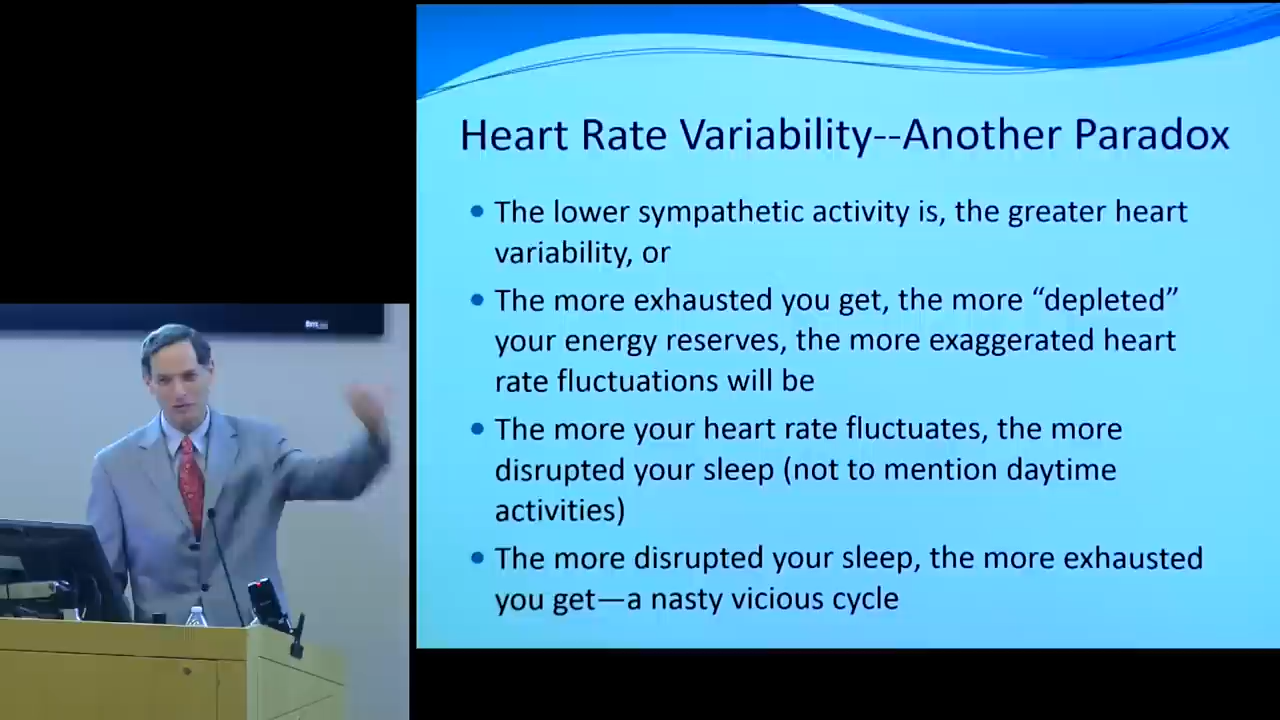 Heart Rate Variability--Another Paradox
• The lower sympathetic activity is, the greater heart
variability, or
• The more exhausted you get, the more “depleted”
your energy reserves, the more exaggerated heart
rate fluctuations will be
• The more your heart rate fluctuates, the more
disrupted your sleep (not to mention daytime
activities)
• The more disrupted your sleep, the more exhausted
you get—a nasty vicious cycle